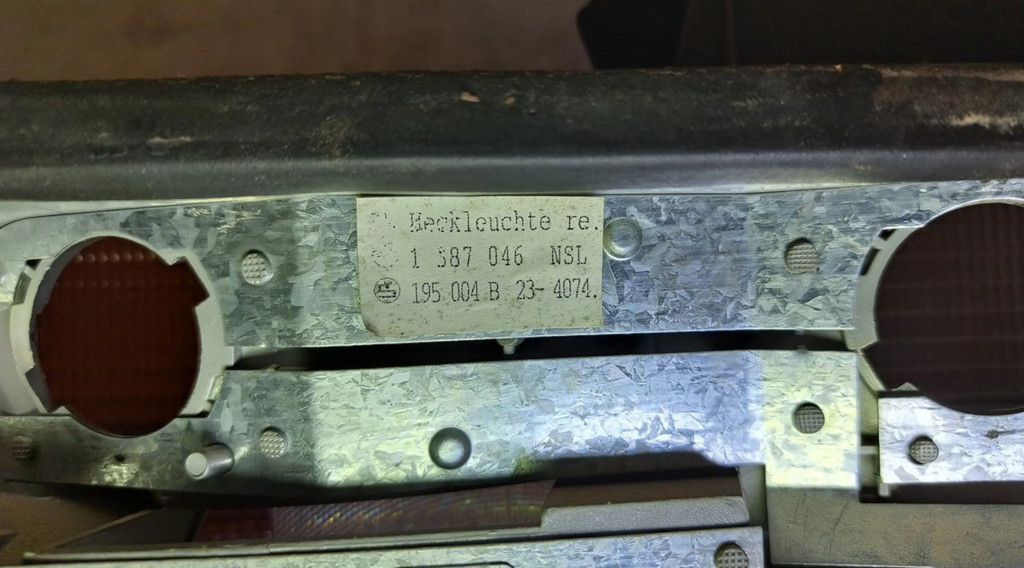 Heckleuchte re.
1 387 046 NSL
195 004 B 23-4074.